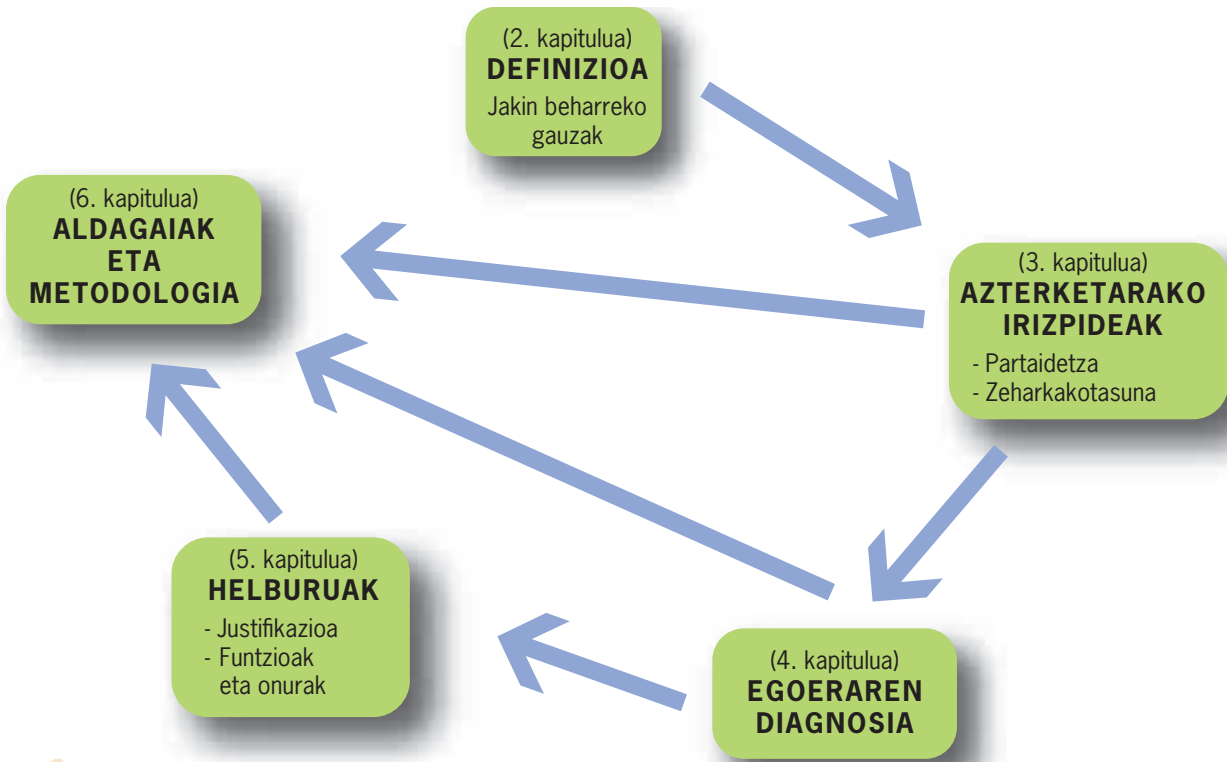 (2. kapitulua)
DEFINIZIOA
Jakin beharreko
gauzak
(3. kapitulua)
AZTERKETARAKO
IRIZPIDEAK
- Partaidetza
- Zeharkakotasuna
(4. kapitulua)
EGOERAREN
DIAGNOSIA
(5. kapitulua)
HELBURUAK
- Justifikazioa
- Funtzioak
eta onurak
(6. kapitulua)
ALDAGAIAK
ETA
METODOLOGIA